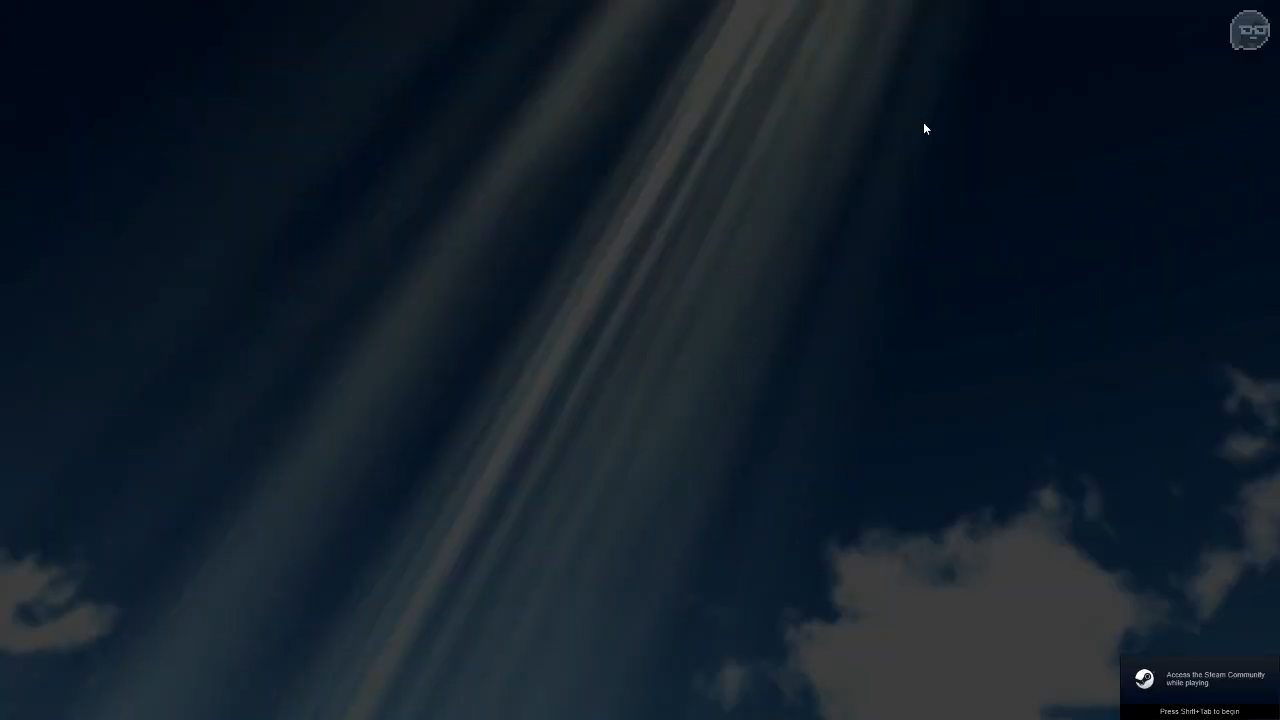 Access the Steam Community
while playing
Press Shift+Tab to begin